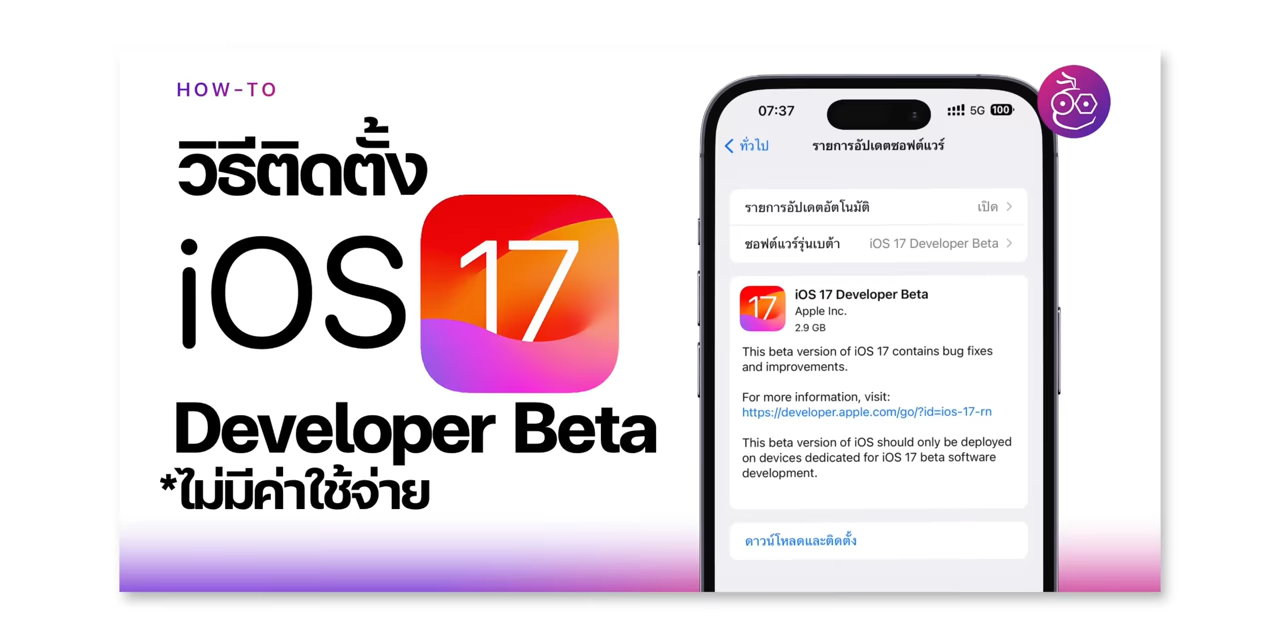 HOW-TO
วิธีติดตั้ง
iOS 17
Developer Beta
*ไม่มีค่าใช้จ่าย
07:37 5G 100
ทั่วไป รายการอัปเดตซอฟต์แวร์
รายการอัปเดตอัตโนมัติ เปิด
ซอฟต์แวร์รุ่นเบต้า iOS 17 Developer Beta
17 iOS 17 Developer Beta
Apple Inc.
2.9 GB
This beta version of iOS 17 contains bug fixes
and improvements.
For more information, visit:
https://developer.apple.com/go/?id=ios-17-rn
This beta version of iOS should only be deployed
on devices dedicated for iOS 17 beta software
development.
ดาวน์โหลดและติดตั้ง